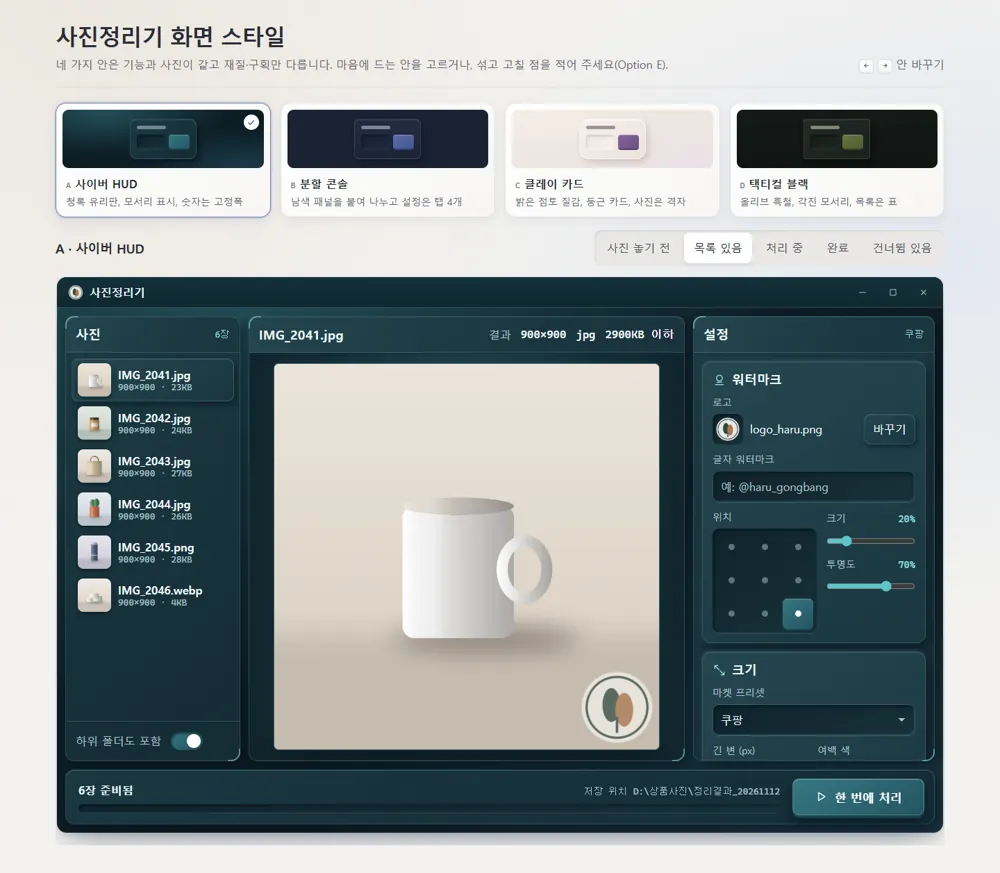 사진정리기 화면 스타일
네 가지 안은 기능과 사진이 같고 재질·구획만 다릅니다. 마음에 드는 안을 고르거나, 섞고 고칠 점을 적어 주세요(Option E).
← → 안 바꾸기
A 사이버 HUD
청록 유리판, 모서리 표시, 숫자는 고정폭
B 분할 콘솔
남색 패널을 붙여 나누고 설정은 탭 4개
C 클레이 카드
밝은 점토 질감, 둥근 카드, 사진은 격자
D 택티컬 블랙
올리브 흑철, 각진 모서리, 목록은 표
A · 사이버 HUD
사진 놓기 전 목록 있음 처리 중 완료 건너뜀 있음
사진정리기
사진 6장
IMG_2041.jpg
900×900 · 23KB
IMG_2042.jpg
900×900 · 24KB
IMG_2043.jpg
900×900 · 27KB
IMG_2044.jpg
900×900 · 26KB
IMG_2045.png
900×900 · 28KB
IMG_2046.webp
900×900 · 4KB
하위 폴더도 포함
IMG_2041.jpg 결과 900×900 jpg 2900KB 이하
설정 쿠팡
워터마크
로고
logo_haru.png 바꾸기
글자 워터마크
예: @haru_gongbang
위치
크기 20%
투명도 70%
크기
마켓 프리셋
쿠팡
긴 변 (px) 여백 색
6장 준비됨
저장 위치 D:\상품사진\정리결과_20261112
한 번에 처리